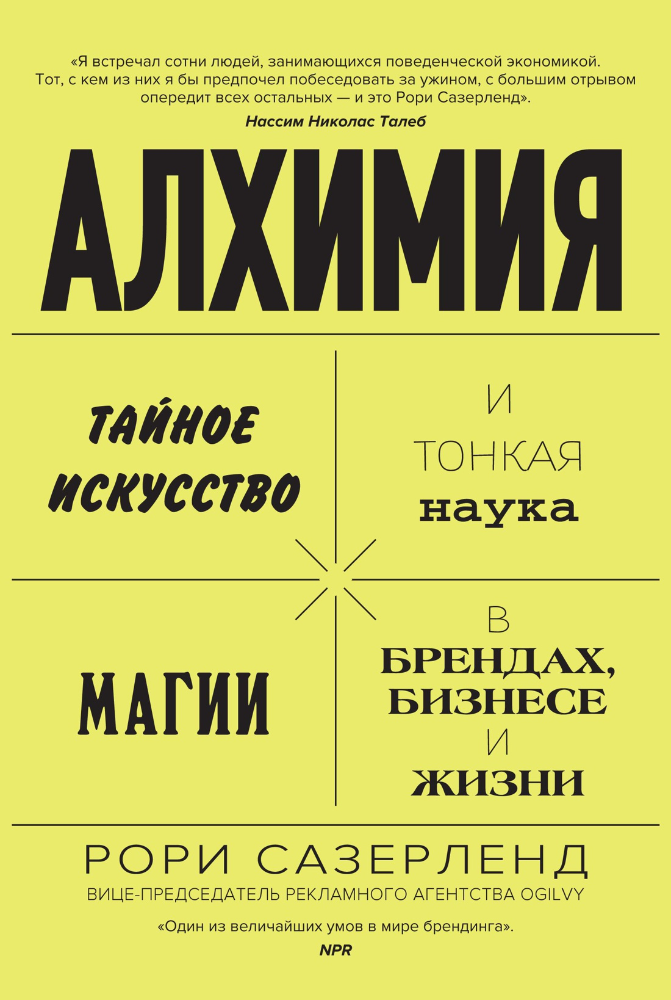 «Я встречал сотни людей, занимающихся поведенческой экономикой.
Тот, с кем из них я бы предпочел побеседовать за ужином, с большим отрывом
опередит всех остальных — и это Рори Сазерленд».
Нассим Николас Талеб
АЛХИМИЯ
ТАЙНОЕ
ИСКУССТВО
И
ТОНКАЯ
наука
МАГИИ
В
БРЕНДАХ,
БИЗНЕСЕ
И
ЖИЗНИ
РОРИ САЗЕРЛЕНД
ВИЦЕ-ПРЕДСЕДАТЕЛЬ РЕКЛАМНОГО АГЕНТСТВА OGILVY
«Один из величайших умов в мире брендинга».
NPR